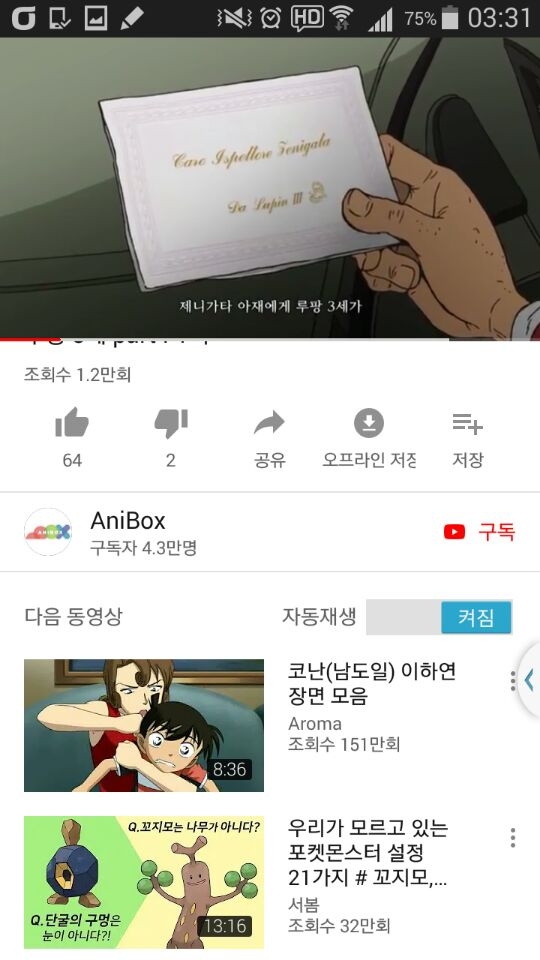 HD
75%
03:31
Caro Ispettore Zenigata
Da Lupin III
제니가타 아재에게 루팡 3세가
조회수 1.2만회
64
2
공유
오프라인 저장
저장
ANIBOX
AniBox
구독자 4.3만명
구독
다음 동영상
자동재생
켜짐
8:36
코난(남도일) 이하연
장면 모음
Aroma
조회수 151만회
Q.꼬지모는 나무가 아니다?
Q.단굴의 구멍은
눈이 아니다?!
13:16
우리가 모르고 있는
포켓몬스터 설정
21가지 # 꼬지모,...
서봄
조회수 32만회